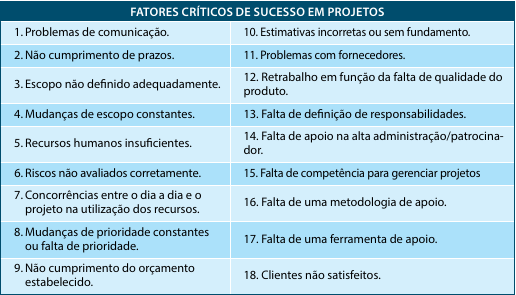 FATORES CRÍTICOS DE SUCESSO EM PROJETOS
1. Problemas de comunicação.
2. Não cumprimento de prazos.
3. Escopo não definido adequadamente.
4. Mudanças de escopo constantes.
5. Recursos humanos insuficientes.
6. Riscos não avaliados corretamente.
7. Concorrências entre o dia a dia e o
projeto na utilização dos recursos.
8. Mudanças de prioridade constantes
ou falta de prioridade.
9. Não cumprimento do orçamento
estabelecido.
10. Estimativas incorretas ou sem fundamento.
11. Problemas com fornecedores.
12. Retrabalho em função da falta de qualidade do
produto.
13. Falta de definição de responsabilidades.
14. Falta de apoio na alta administração/patrocina-
dor.
15. Falta de competência para gerenciar projetos
16. Falta de uma metodologia de apoio.
17. Falta de uma ferramenta de apoio.
18. Clientes não satisfeitos.